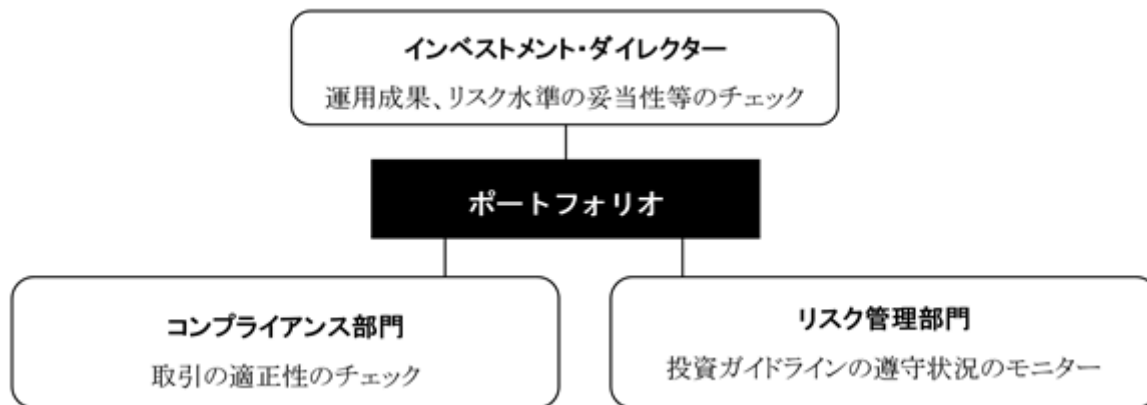 インベストメント・ダイレクター
運用成果、リスク水準の妥当性等のチェック
ポートフォリオ
コンプライアンス部門
取引の適正性のチェック
リスク管理部門
投資ガイドラインの遵守状況のモニター